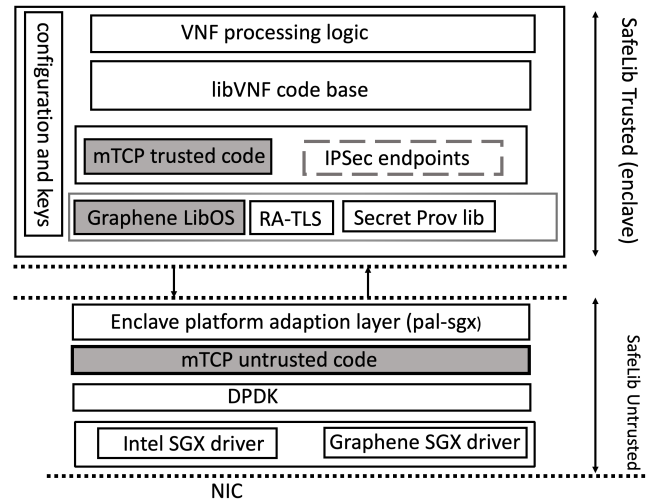 configuration and keys
VNF processing logic
libVNF code base
mTCP trusted code
IPSec endpoints
Graphene LibOS
RA-TLS
Secret Prov lib
SafeLib Trusted (enclave)
Enclave platform adaption layer (pal-sgx)
mTCP untrusted code
DPDK
Intel SGX driver
Graphene SGX driver
SafeLib Untrusted
NIC